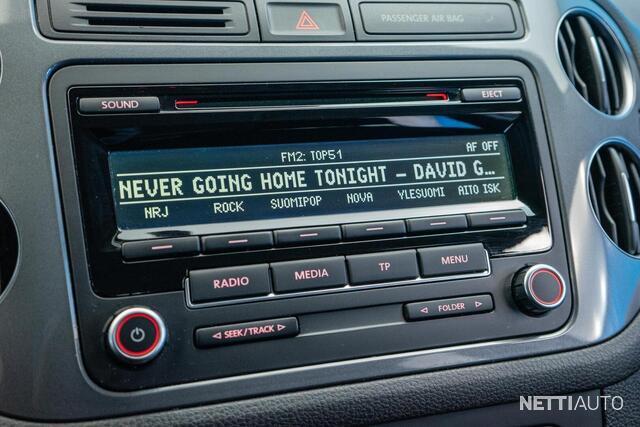 PASSENGER AIR BAG
SOUND
EJECT
FM2: TOP51 AF OFF
NEVER GOING HOME TONIGHT – DAVID G...
NRJ ROCK SUOMIPOP NOVA YLESUOMI AITO ISK
RADIO MEDIA TP MENU
SEEK/TRACK FOLDER
NETTIAUTO